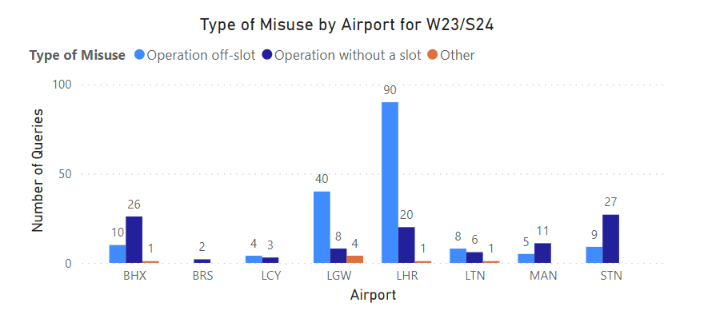 Type of Misuse by Airport for W23/S24
Type of Misuse Operation off-slot Operation without a slot Other
Number of Queries
100
50
0
10 26 1
2
4 3
40 8 4
90 20 1
8 6 1
5 11
9 27
BHX BRS LCY LGW LHR LTN MAN STN
Airport